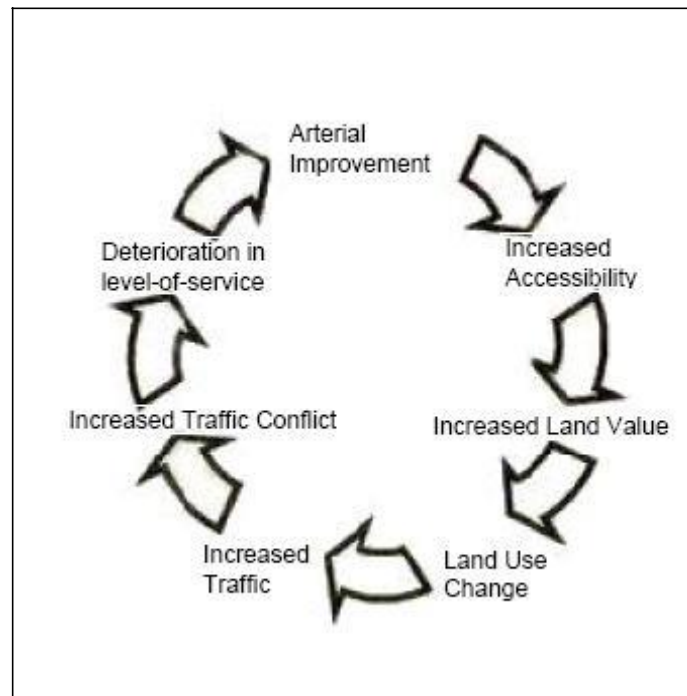 Arterial
Improvement
Increased
Accessibility
Increased Land Value
Land Use
Change
Increased
Traffic
Increased Traffic Conflict
Deterioration in
level-of-service